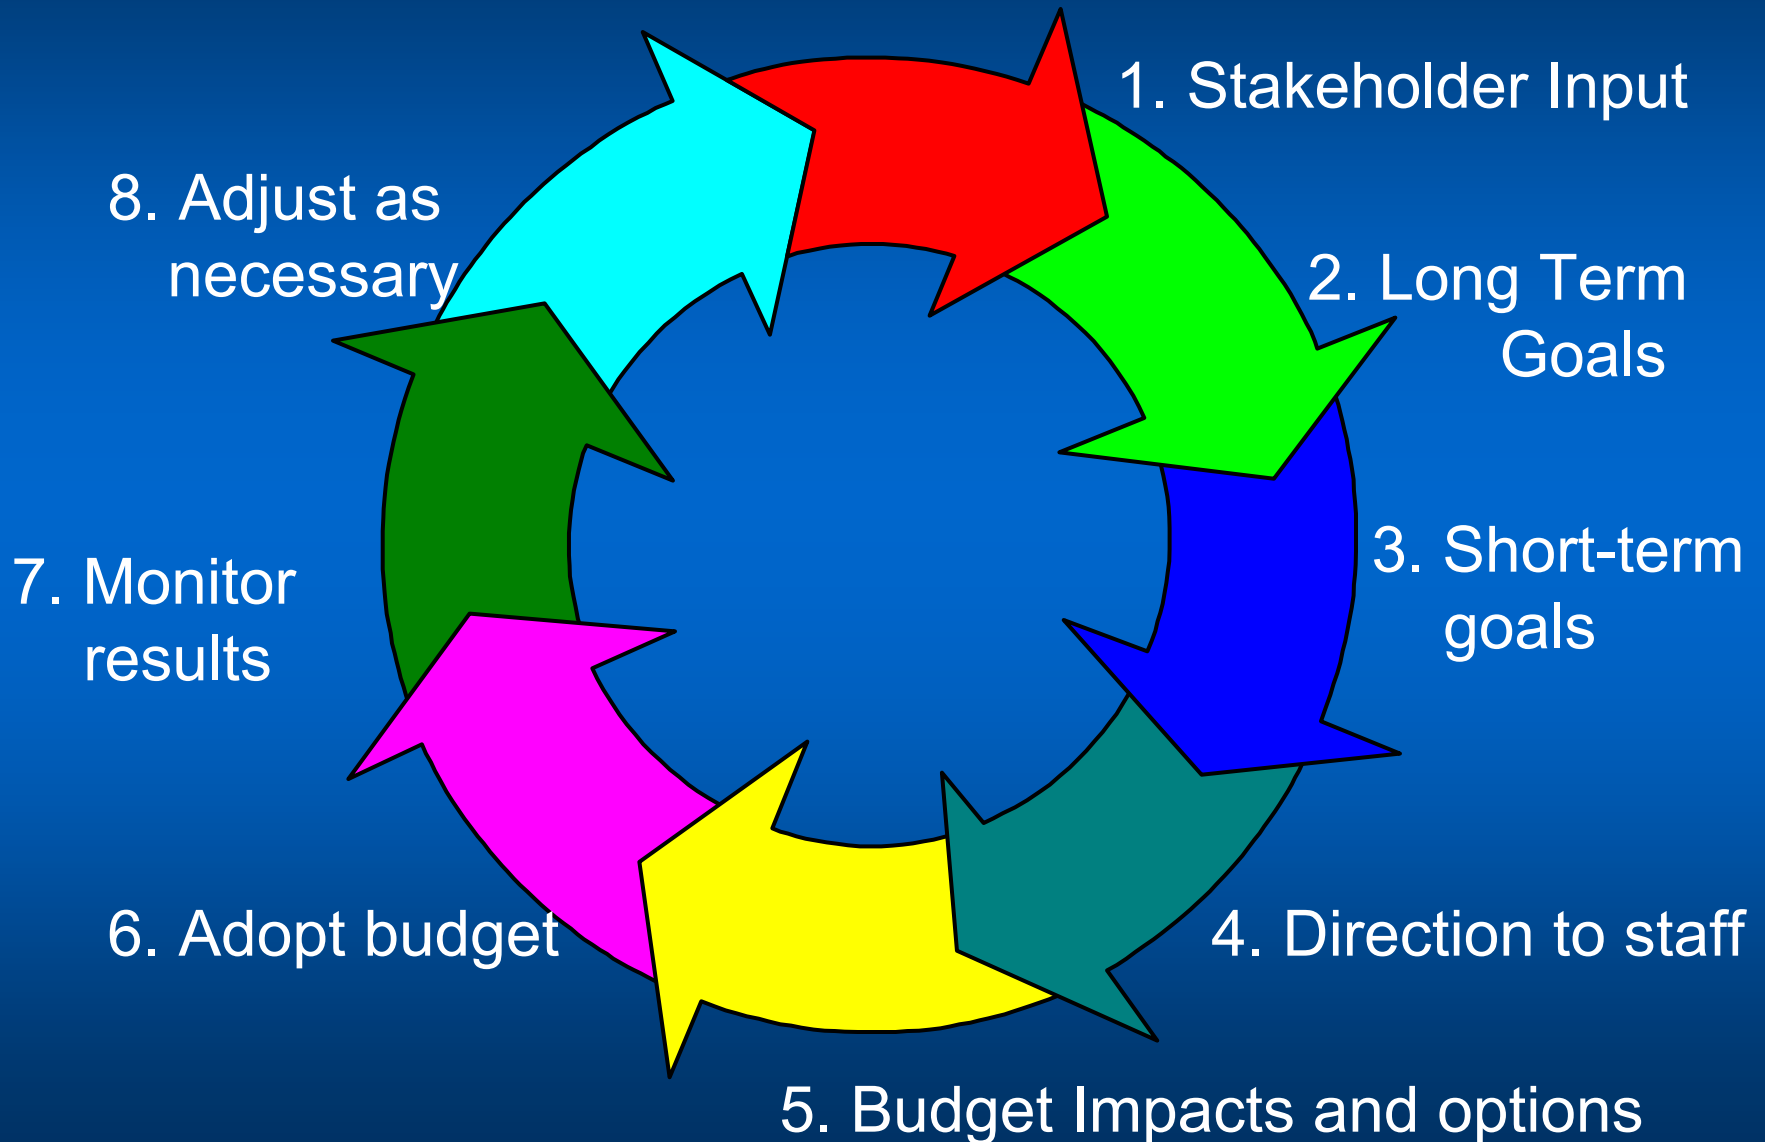 1. Stakeholder Input
2. Long Term
Goals
3. Short-term
goals
4. Direction to staff
5. Budget Impacts and options
6. Adopt budget
7. Monitor
results
8. Adjust as
necessary